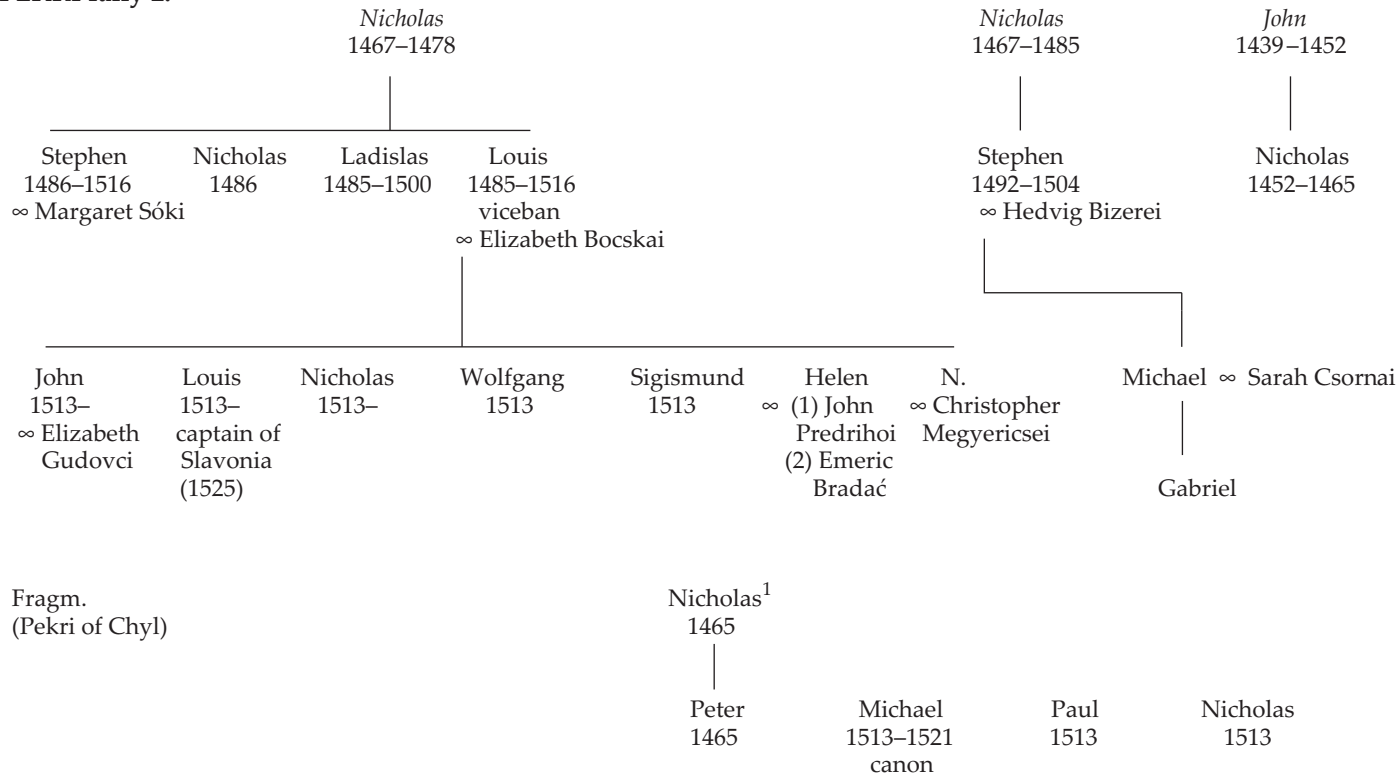 Nicholas Nicholas John
1467–1478 1467–1485 1439–1452
Stephen Nicholas Ladislas Louis Stephen Nicholas
1486–1516 1486 1485–1500 1485–1516 1492–1504 1452–1465
∞ Margaret Sóki viceban ∞ Hedvig Bizerei
∞ Elizabeth Bocskai
John Louis Nicholas Wolfgang Sigismund Helen N. Michael ∞ Sarah Csornai
1513– 1513– 1513– 1513 1513 ∞ (1) John ∞ Christopher
∞ Elizabeth captain of Predrihoi Megyericsei
Gudovci Slavonia (2) Emeric
(1525) Bradać Gabriel
Fragm. Nicholas¹
(Pekri of Chyl) 1465
Peter Michael Paul Nicholas
1465 1513–1521 1513 1513
canon